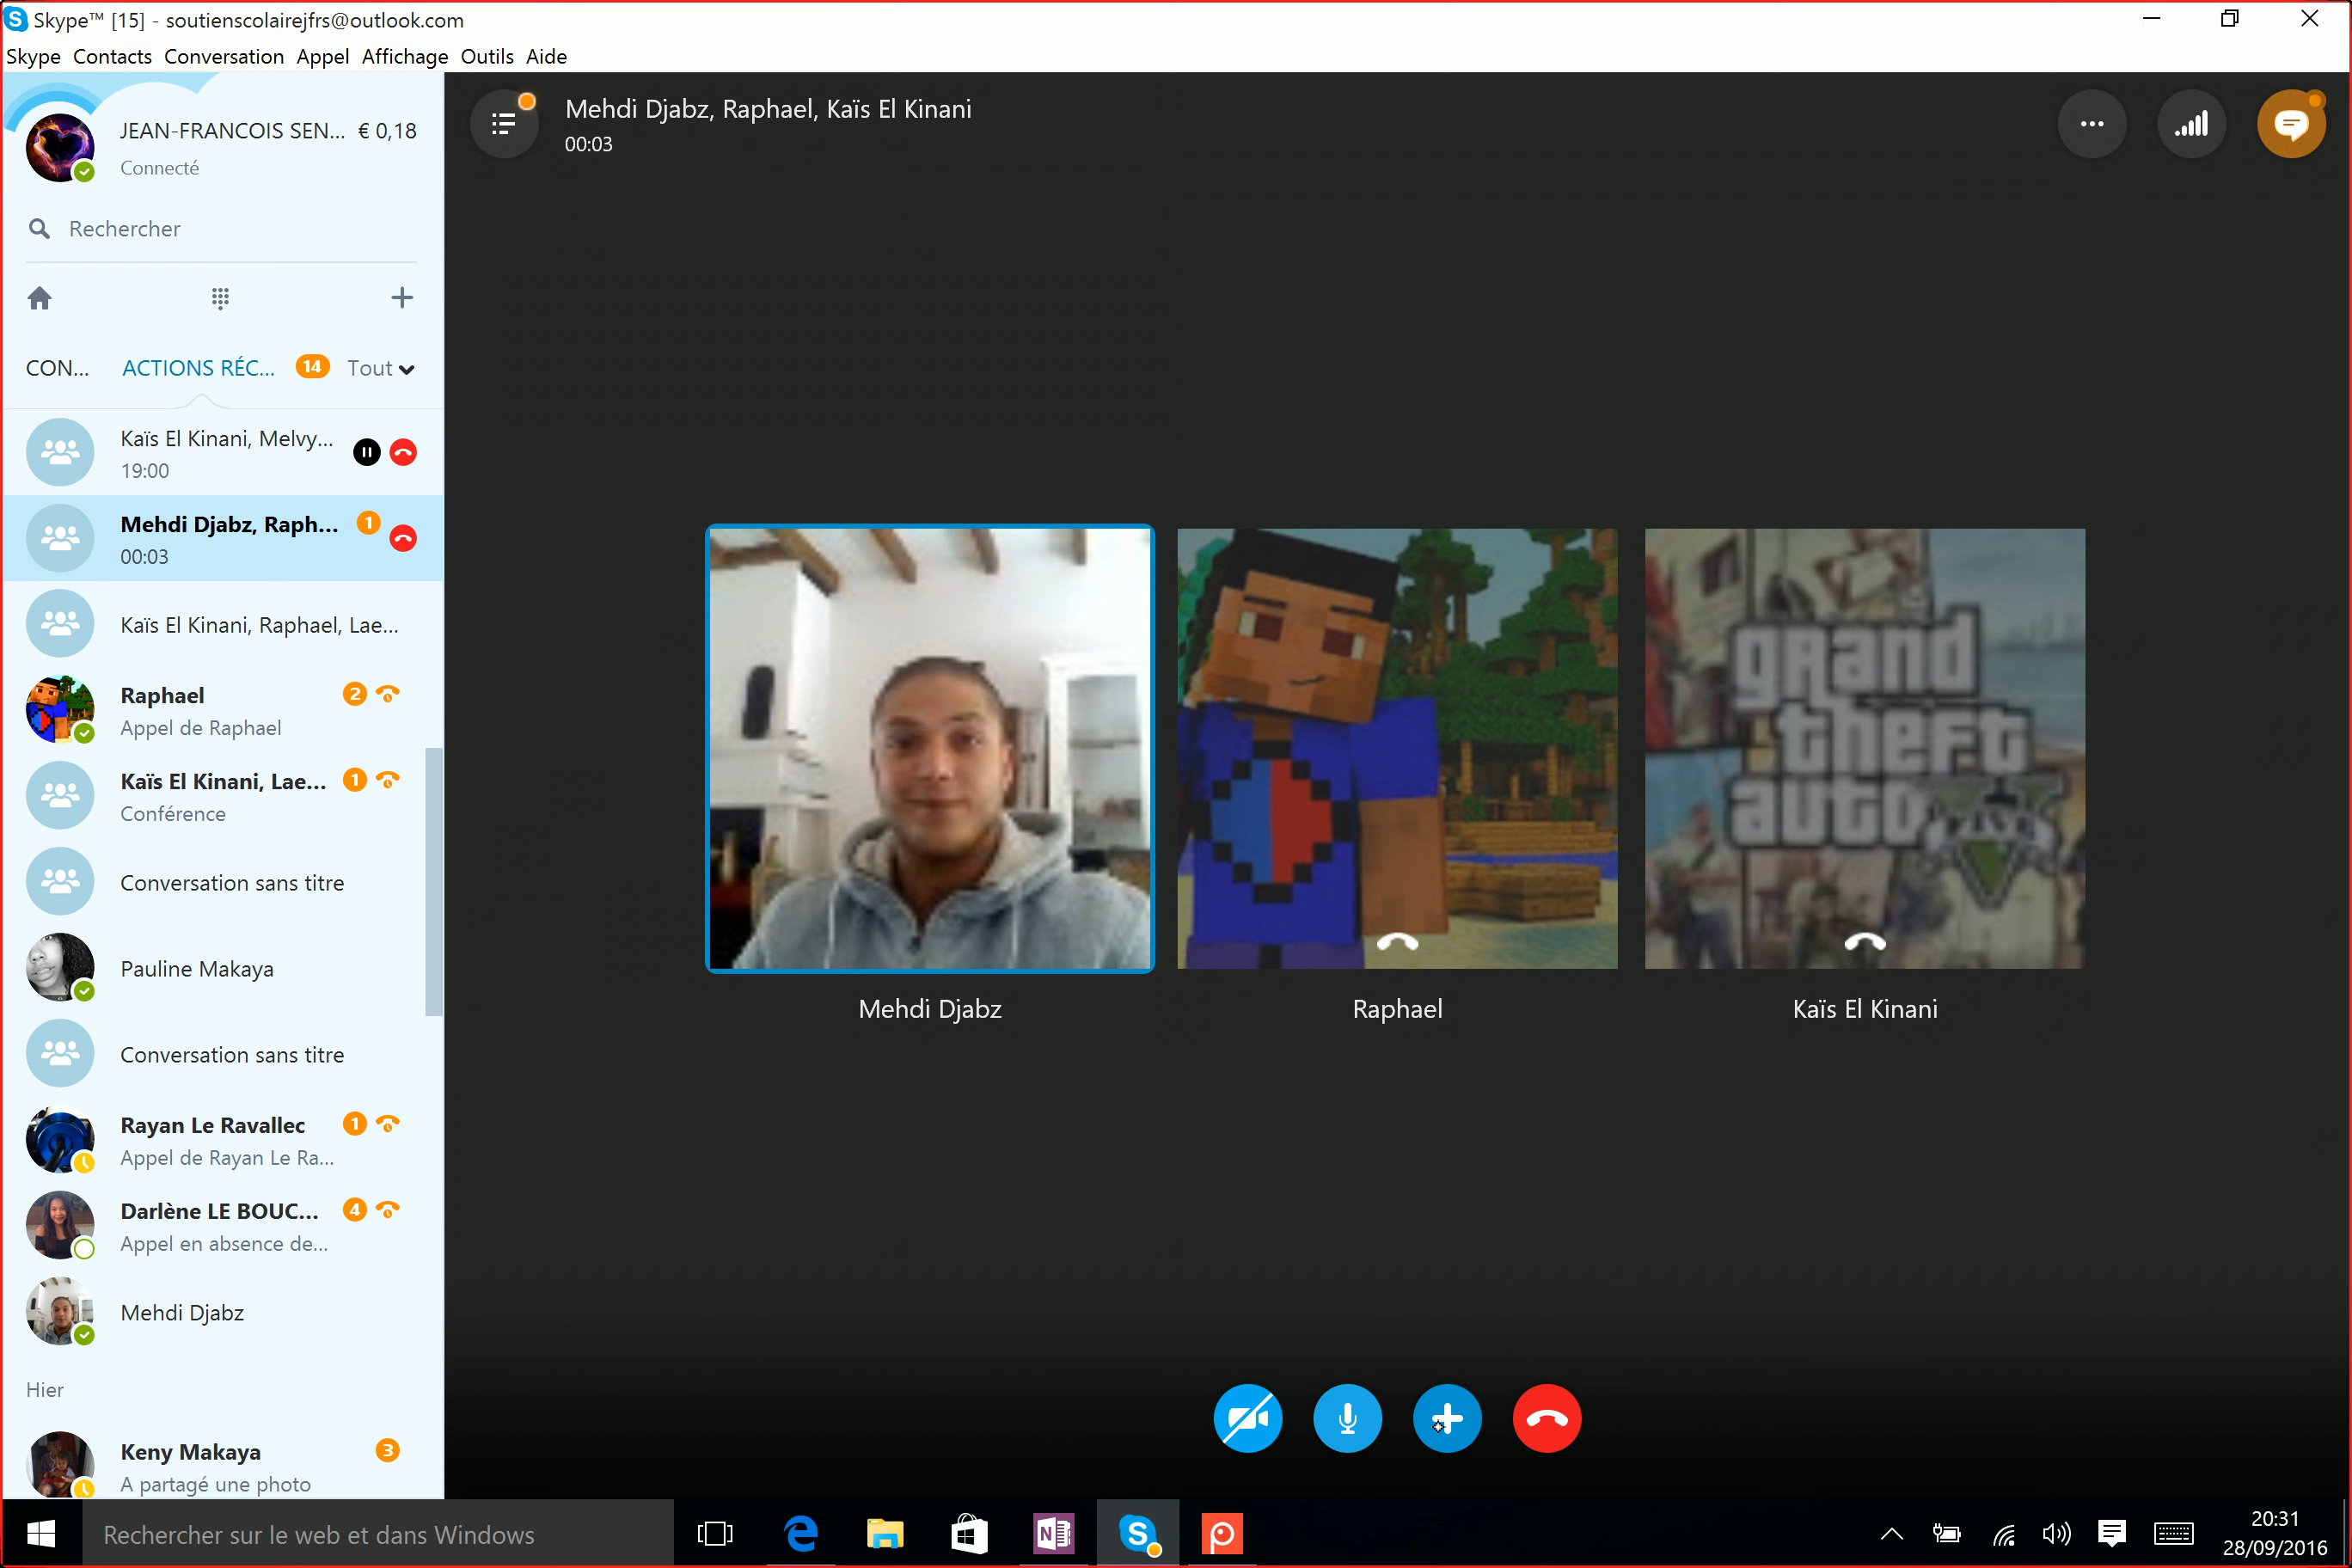 Skype™ [15] - soutienscolairejfrs@outlook.com
Skype Contacts Conversation Appel Affichage Outils Aide
JEAN-FRANCOIS SEN... € 0,18
Connecté
Rechercher
CON... ACTIONS RÉC... 14 Tout
Kaïs El Kinani, Melvy...
19:00
Mehdi Djabz, Raph... 1
00:03
Kaïs El Kinani, Raphael, Lae...
Raphael 2
Appel de Raphael
Kaïs El Kinani, Lae... 1
Conférence
Conversation sans titre
Pauline Makaya
Conversation sans titre
Rayan Le Ravallec 1
Appel de Rayan Le Ra...
Darlène LE BOUC... 4
Appel en absence de...
Mehdi Djabz
Hier
Keny Makaya 3
A partagé une photo
Mehdi Djabz, Raphael, Kaïs El Kinani
00:03
grand
theft
auto
FIVE
Mehdi Djabz
Raphael
Kaïs El Kinani
Rechercher sur le web et dans Windows
20:31
28/09/2016